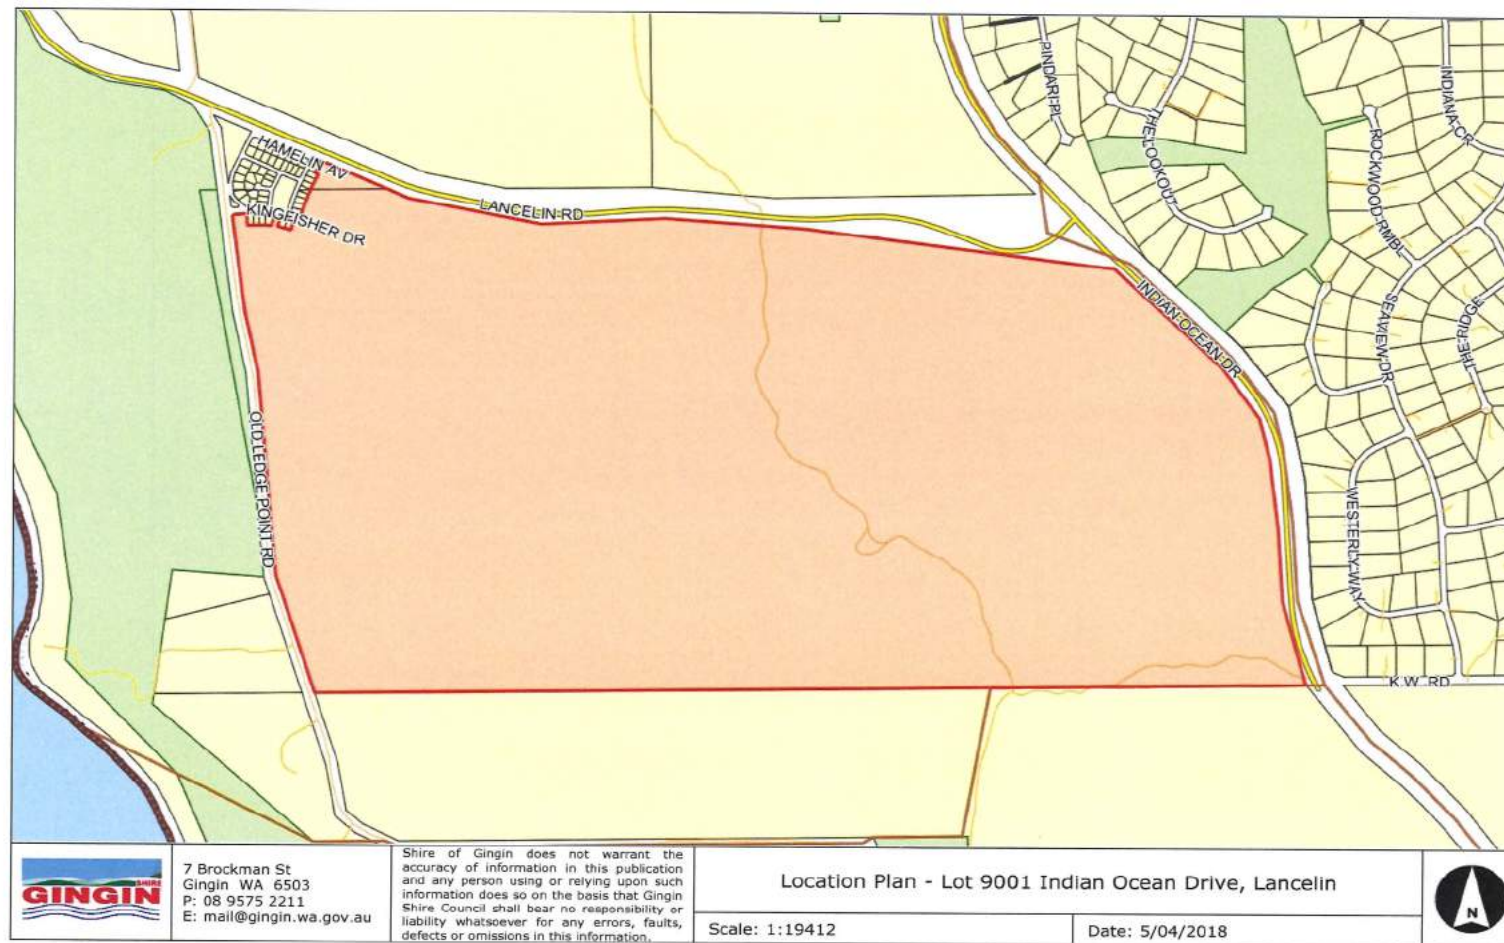 PINDARI PL
THE LOOKOUT
INDIANA CR
ROCKWOOD RMBL
HAMELIN AV
KINGFISHER DR
LANCELIN RD
INDIAN OCEAN DR
SEAVIEW DR
THE RIDGE
OLD LEDGE POINT RD
WESTERLY WAY
K W RD
SHIRE
GINGIN
7 Brockman St
Gingin WA 6503
P: 08 9575 2211
E: mail@gingin.wa.gov.au
Shire of Gingin does not warrant the
accuracy of information in this publication
and any person using or relying upon such
information does so on the basis that Gingin
Shire Council shall bear no responsibility or
liability whatsoever for any errors, faults,
defects or omissions in this information.
Location Plan - Lot 9001 Indian Ocean Drive, Lancelin
Scale: 1:19412
Date: 5/04/2018
N